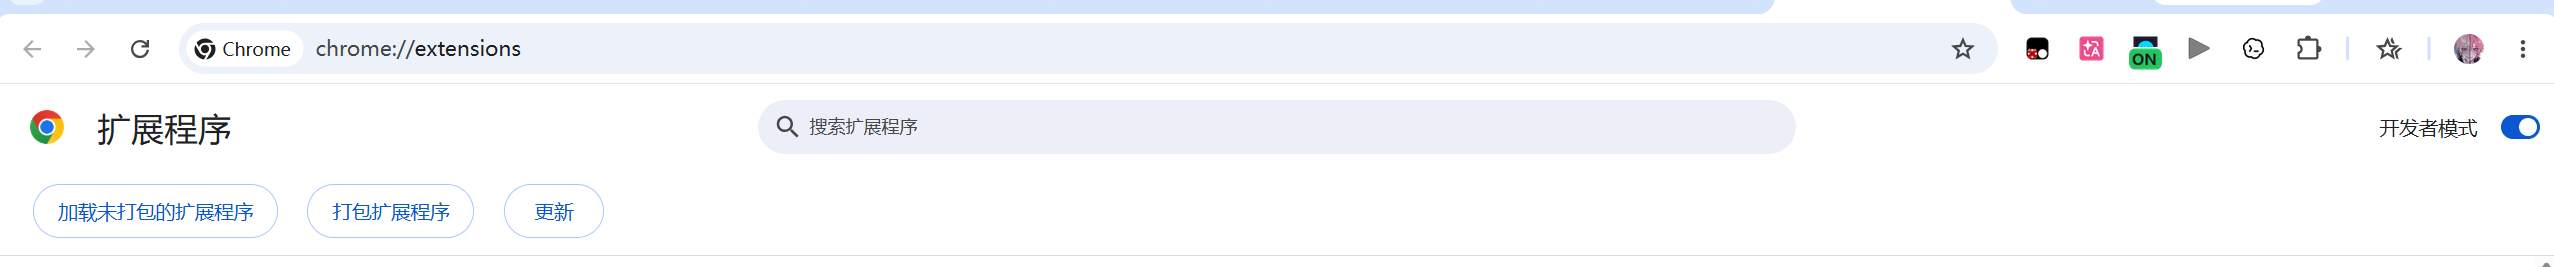 Chrome chrome://extensions ON
扩展程序 搜索扩展程序 开发者模式
加载未打包的扩展程序 打包扩展程序 更新